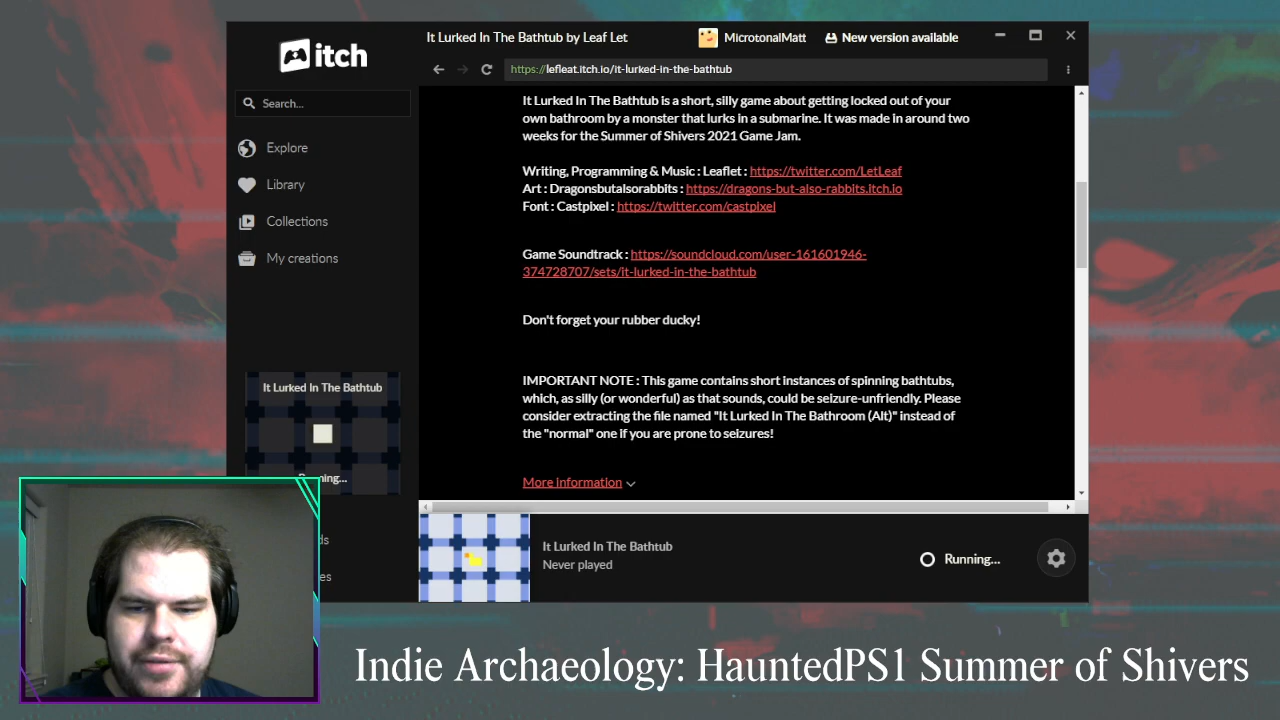 itch
It Lurked In The Bathtub by Leaf Let
MicrotonalMatt
New version available
https://lefleat.itch.io/it-lurked-in-the-bathtub
Search...
Explore
Library
Collections
My creations
It Lurked In The Bathtub is a short, silly game about getting locked out of your
own bathroom by a monster that lurks in a submarine. It was made in around two
weeks for the Summer of Shivers 2021 Game Jam.
Writing, Programming & Music : Leaflet : https://twitter.com/LetLeaf
Art : Dragonsbutalsorabbits : https://dragons-but-also-rabbits.itch.io
Font : Castpixel : https://twitter.com/castpixel
Game Soundtrack : https://soundcloud.com/user-161601946-
374728707/sets/it-lurked-in-the-bathtub
Don't forget your rubber ducky!
IMPORTANT NOTE : This game contains short instances of spinning bathtubs,
which, as silly (or wonderful) as that sounds, could be seizure-unfriendly. Please
consider extracting the file named "It Lurked In The Bathroom (Alt)" instead of
the "normal" one if you are prone to seizures!
More information
It Lurked In The Bathtub
It Lurked In The Bathtub
Never played
Running...
Indie Archaeology: HauntedPS1 Summer of Shivers